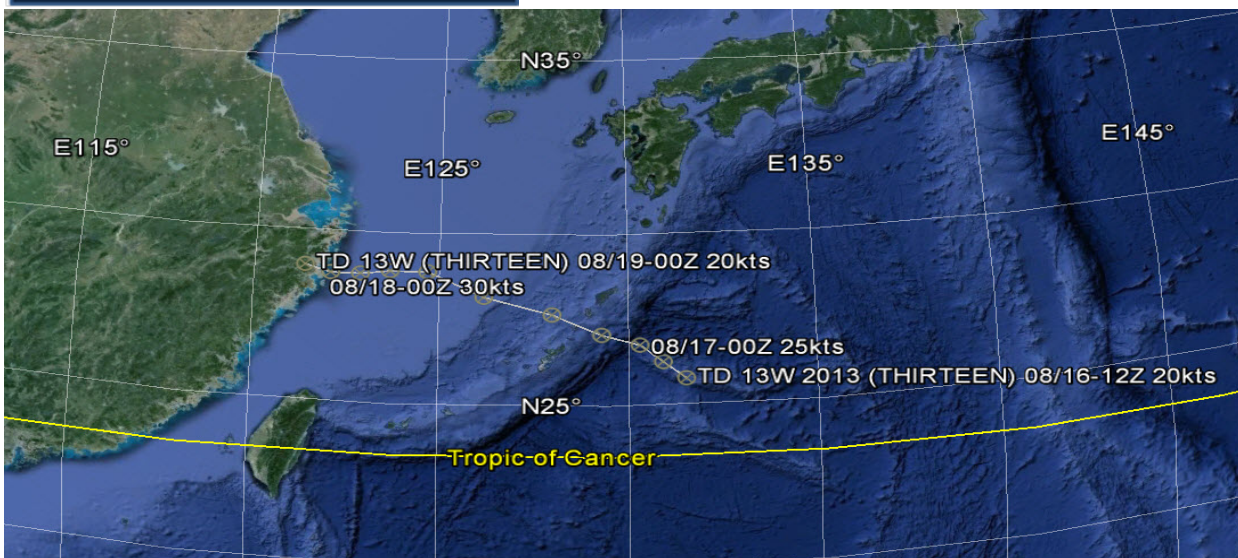 N35°
E115°
E125°
E135°
E145°
TD 13W (THIRTEEN) 08/19-00Z 20kts
08/18-00Z 30kts
08/17-00Z 25kts
TD 13W 2013 (THIRTEEN) 08/16-12Z 20kts
N25°
Tropic of Cancer